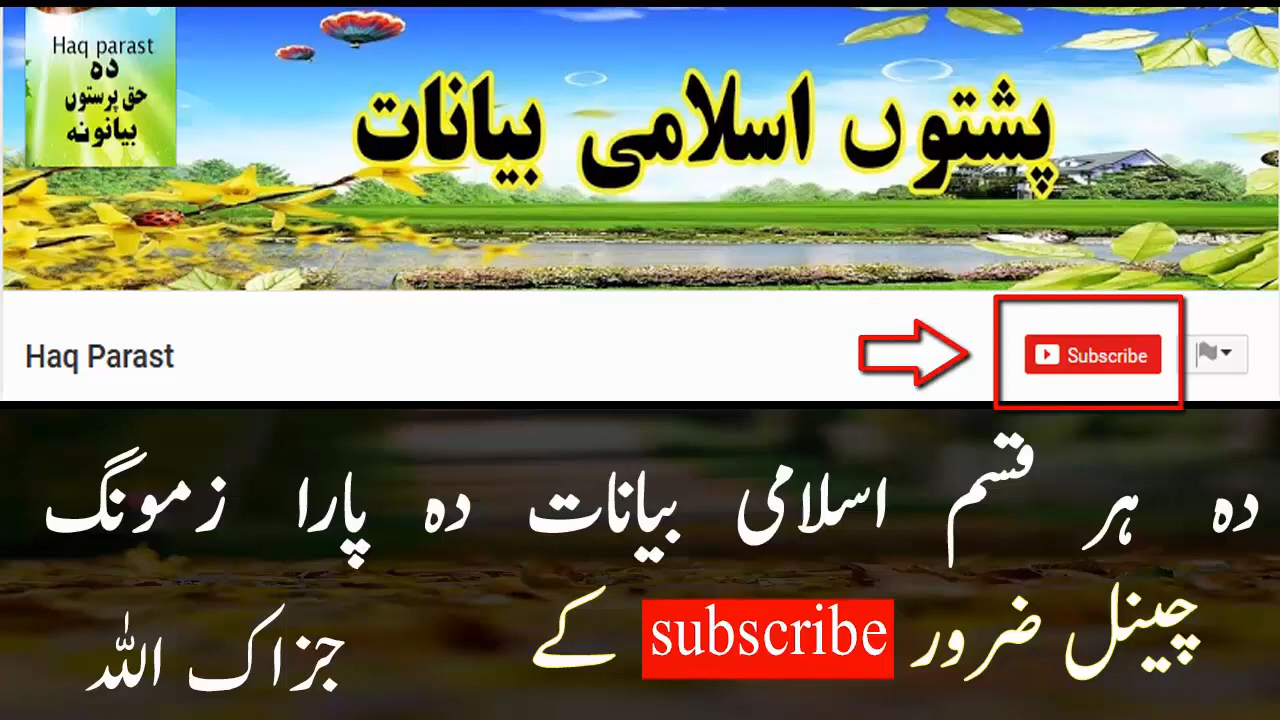 Haq parast
ده
حق پرستوں
بیانونه
پشتوں اسلامی بیانات
Haq Parast
Subscribe
ده هر قسم اسلامی بیانات ده پارا زمونگ
چینل ضرور subscribe کے
جزاک اللہ